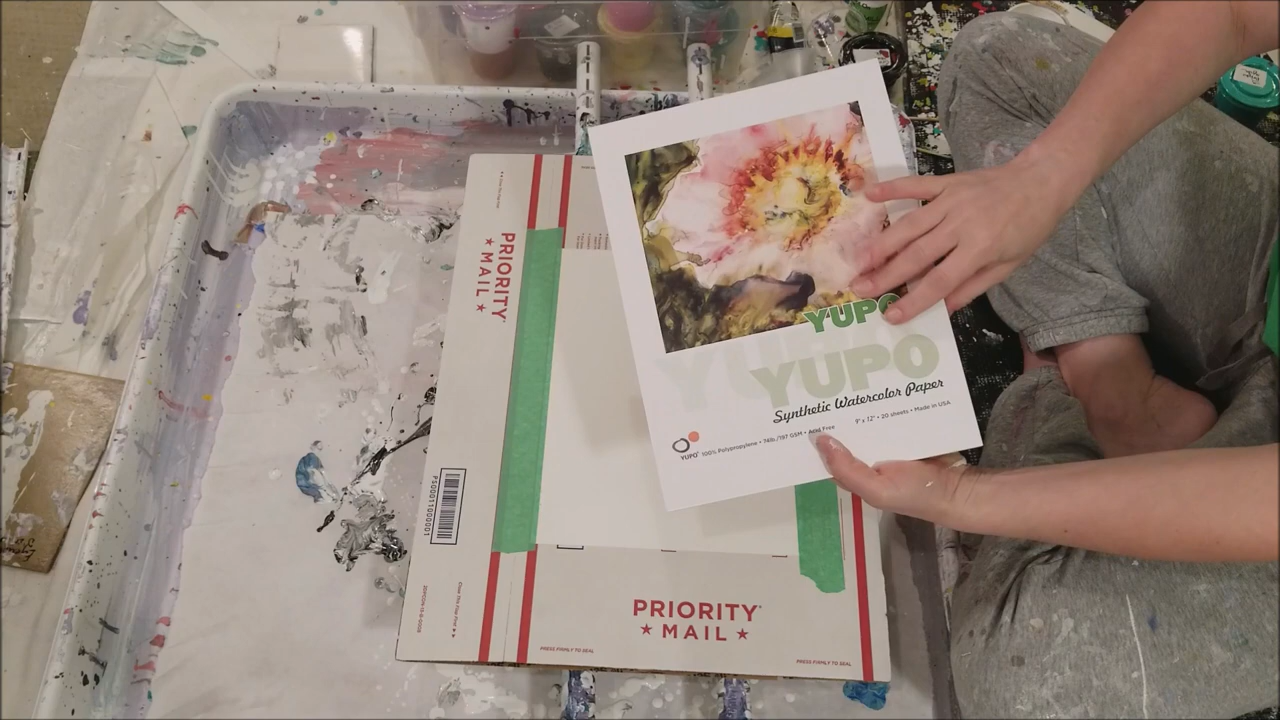 PRIORITY
★ MAIL ★
PS00001000001
YUPO
YUPO
Synthetic Watercolor Paper
9" x 12" • 20 sheets • Made in USA
YUPO® 100% Polypropylene • 74lb./197 GSM • Acid Free
PRIORITY®
★ MAIL ★
PRESS FIRMLY TO SEAL
PRESS FIRMLY TO SEAL